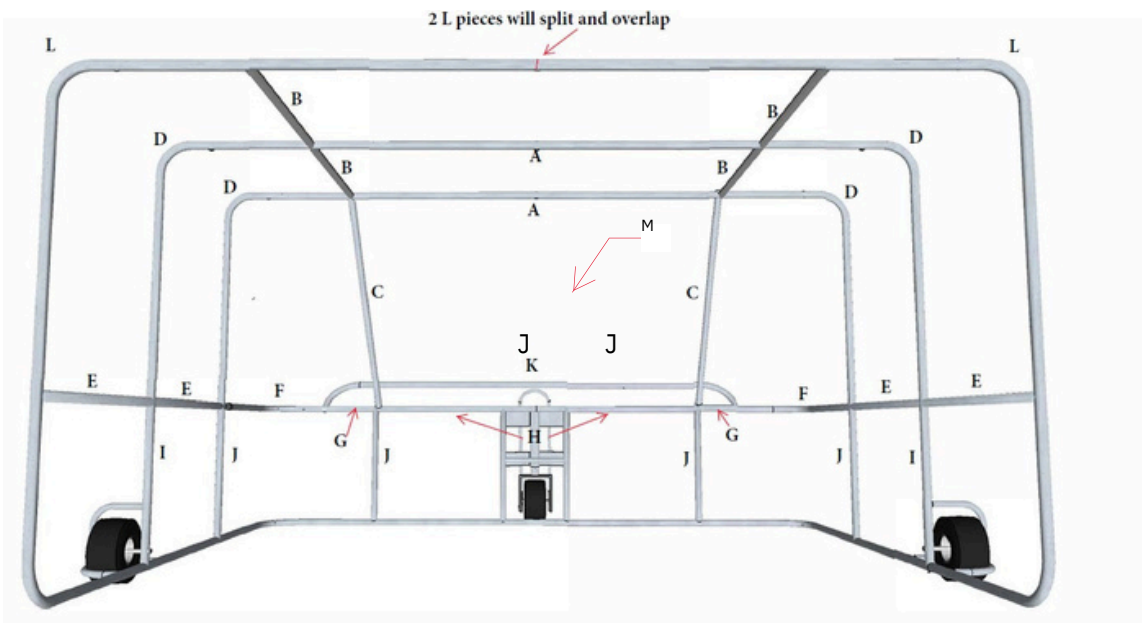 2 L pieces will split and overlap
L L
B B
D A D
B B
D A D
M
C C
J J
K
E E F F E E
G H G
I J J J J I